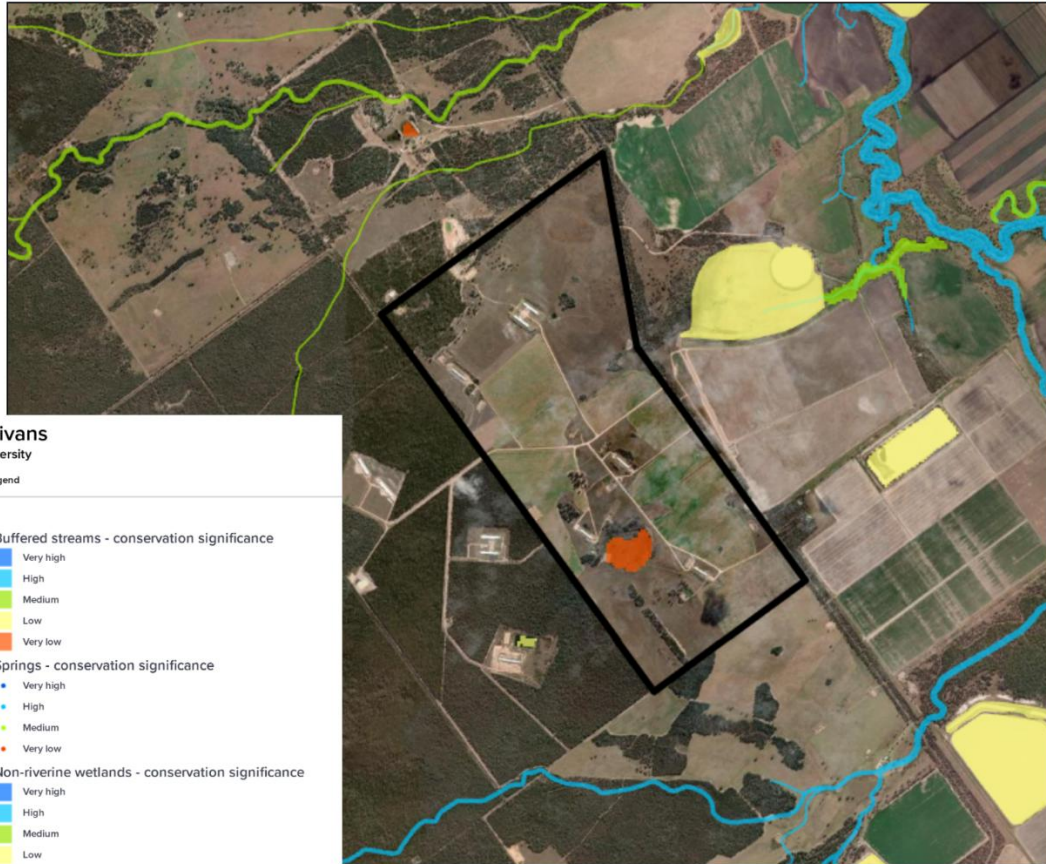 ivans
ersity
gend
Buffered streams - conservation significance
Very high
High
Medium
Low
Very low
Springs - conservation significance
Very high
High
Medium
Very low
Non-riverine wetlands - conservation significance
Very high
High
Medium
Low